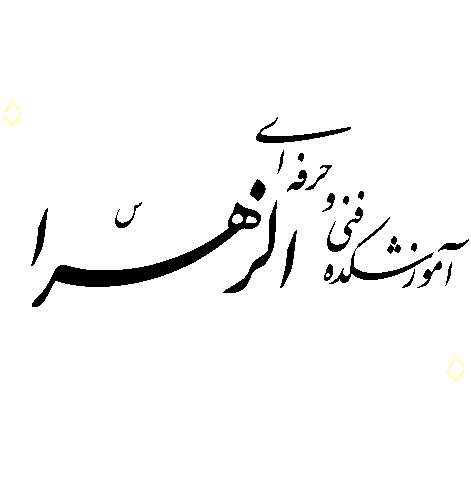 آموزشکده فنی و حرفه ای
الزهرا س